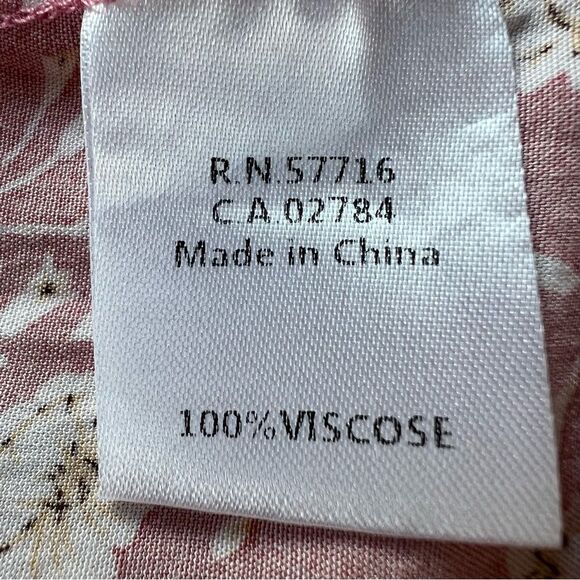 R.N.57716
C A.02784
Made in China
100%VISCOSE